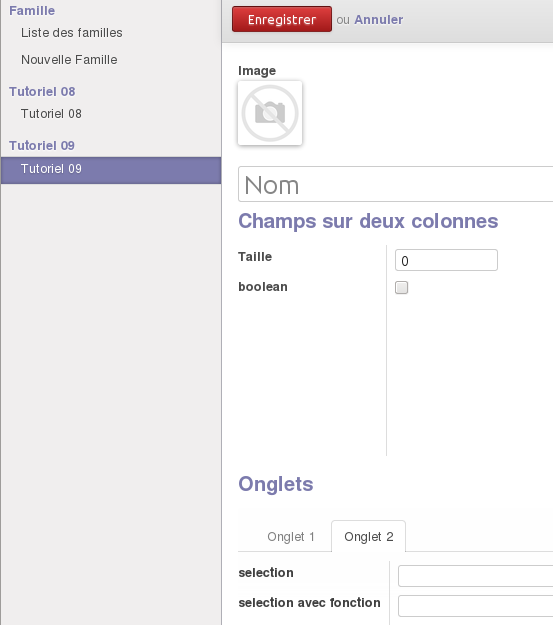 Famille
Liste des familles
Nouvelle Famille
Tutoriel 08
Tutoriel 08
Tutoriel 09
Tutoriel 09
Enregistrer ou Annuler
Image
Nom
Champs sur deux colonnes
Taille 0
boolean
Onglets
Onglet 1 Onglet 2
selection
selection avec fonction